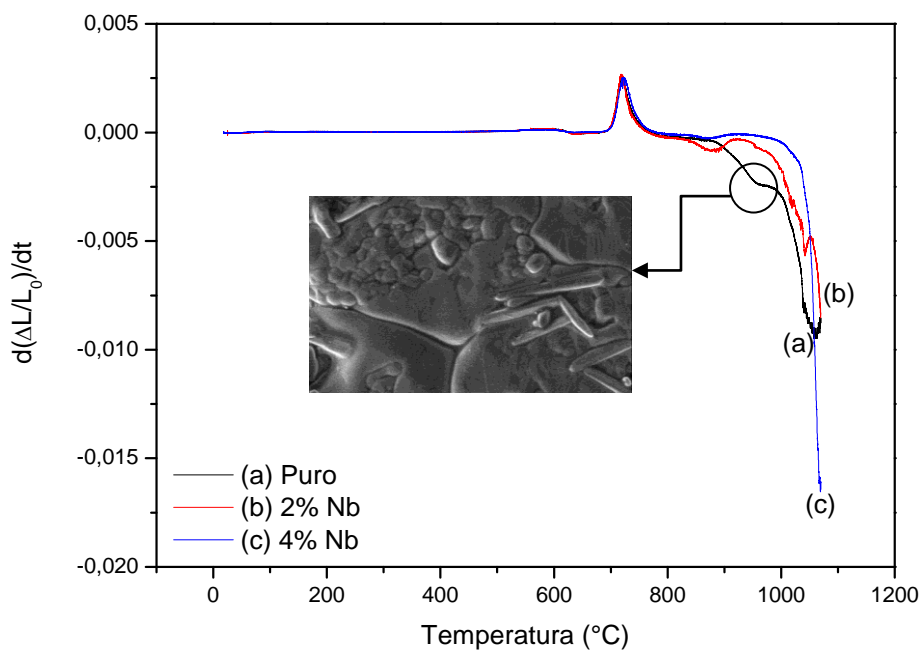 0,005
0,000
-0,005
-0,010
-0,015
-0,020
d(ΔL/L₀)/dt
(b)
(a)
(c)
(a) Puro
(b) 2% Nb
(c) 4% Nb
0 200 400 600 800 1000 1200
Temperatura (°C)